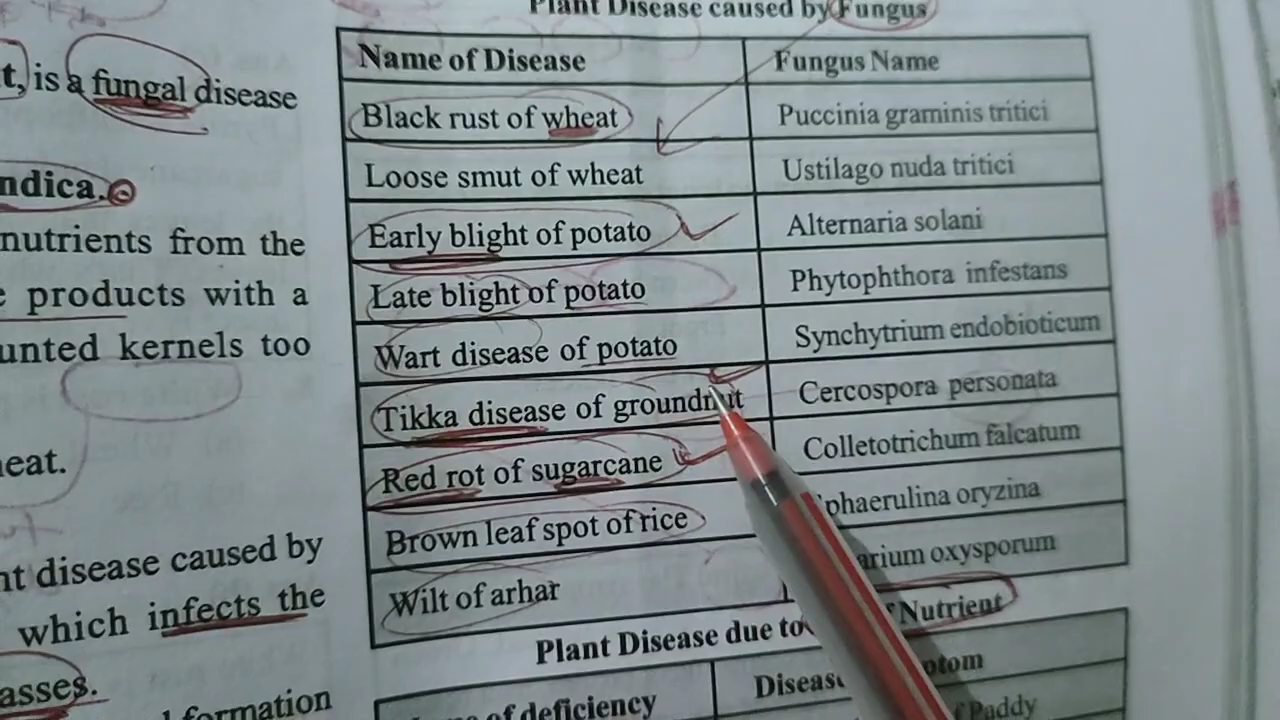 Plant Disease caused by Fungus
t, is a fungal disease
ndica.
nutrients from the
products with a
unted kernels too
eat.
nt disease caused by
which infects the
asses.
formation
Name of Disease Fungus Name
Black rust of wheat Puccinia graminis tritici
Loose smut of wheat Ustilago nuda tritici
Early blight of potato Alternaria solani
Late blight of potato Phytophthora infestans
Wart disease of potato Synchytrium endobioticum
Tikka disease of groundnut Cercospora personata
Red rot of sugarcane Colletotrichum falcatum
Brown leaf spot of rice phaerulina oryzina
Wilt of arhar arium oxysporum
Plant Disease due to Nutrient
of deficiency Diseas ptom
Paddy